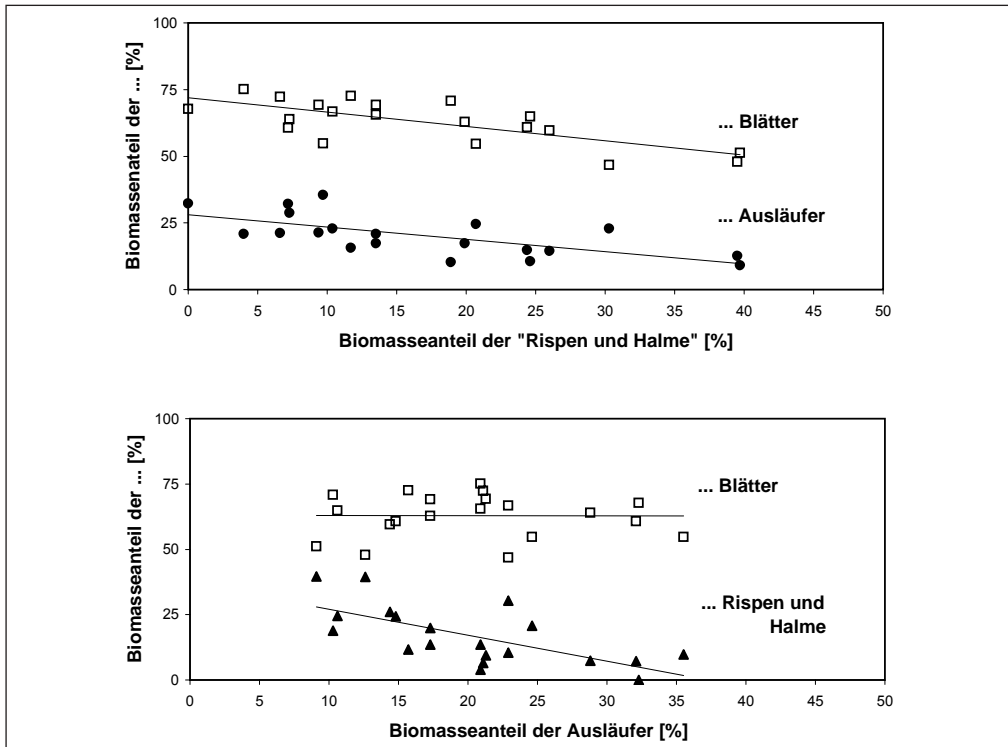 100
75
50
25
0
Biomassenateil der ... [%]
... Blätter
... Ausläufer
0 5 10 15 20 25 30 35 40 45 50
Biomasseanteil der "Rispen und Halme" [%]
100
75
50
25
0
Biomasseanteil der ... [%]
... Blätter
... Rispen und
Halme
0 5 10 15 20 25 30 35 40 45 50
Biomasseanteil der Ausläufer [%]